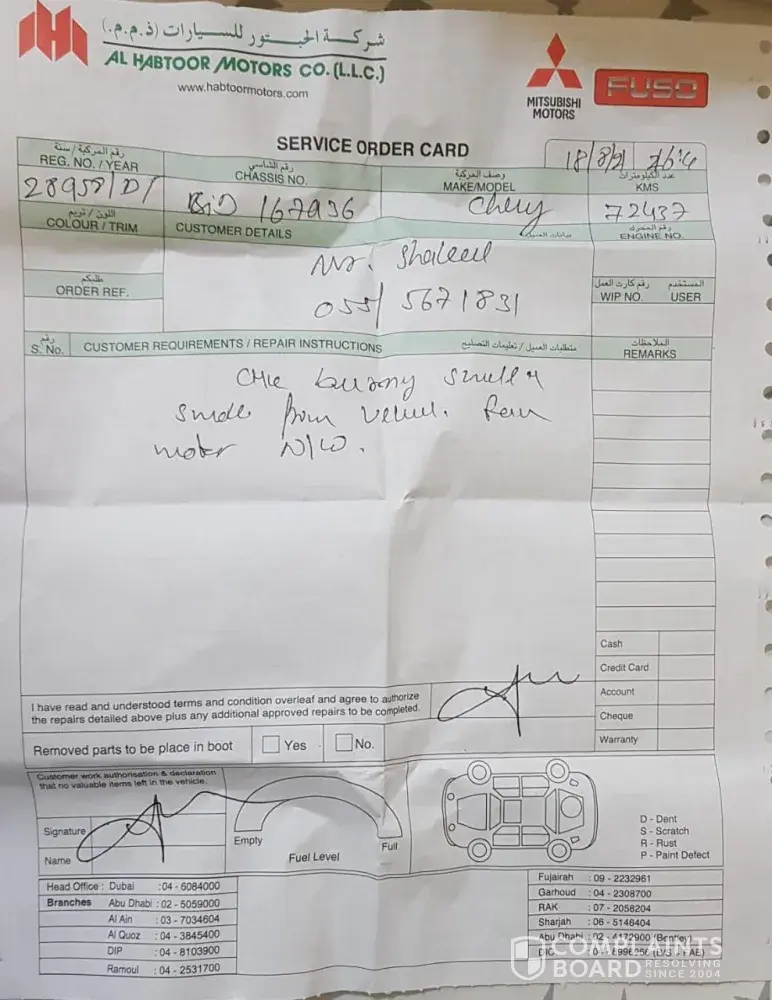 شركة الحبتور للسيارات (ذ.م.م.)
AL HABTOOR MOTORS CO. (L.L.C.)
www.habtoormotors.com
MITSUBISHI
MOTORS
FUSO
SERVICE ORDER CARD
18/8/21
رقم المركبة / سنة
REG. NO. / YEAR
رقم الشاسي
CHASSIS NO.
وصف المركبة
MAKE/MODEL
عدد الكيلومترات
KMS
28958/D/
167936
Chery
72437
COLOUR / TRIM
CUSTOMER DETAILS
ENGINE NO.
Mr. Shakeel
طلبكم
ORDER REF.
055/ 5671831
رقم كارت العمل
WIP NO.
المستخدم
USER
رقم
S. No.
CUSTOMER REQUIREMENTS / REPAIR INSTRUCTIONS
متطلبات العميل / تعليمات التصليح
الملاحظات
REMARKS
smell
from
motor N/W.
Cash
Credit Card
Account
Cheque
Warranty
I have read and understood terms and condition overleaf and agree to authorize
the repairs detailed above plus any additional approved repairs to be completed.
Removed parts to be place in boot
Yes
No.
Customer work authorisation & declaration
that no valuable items left in the vehicle.
Signature
Name
Empty
Full
Fuel Level
D - Dent
S - Scratch
R - Rust
P - Paint Defect
Head Office : Dubai : 04 - 6084000
Branches Abu Dhabi : 02 - 5059000
Al Ain : 03 - 7034604
Al Quoz : 04 - 3845400
DIP : 04 - 8103900
Ramoul : 04 - 2531700
Fujairah : 09 - 2232961
Garhoud : 04 - 2308700
RAK : 07 - 2058204
Sharjah : 06 - 5146404
Abu Dhabi : 02 - 4172900 (Bentley)
COMPLAINTS
BOARD
RESOLVING
SINCE 2004